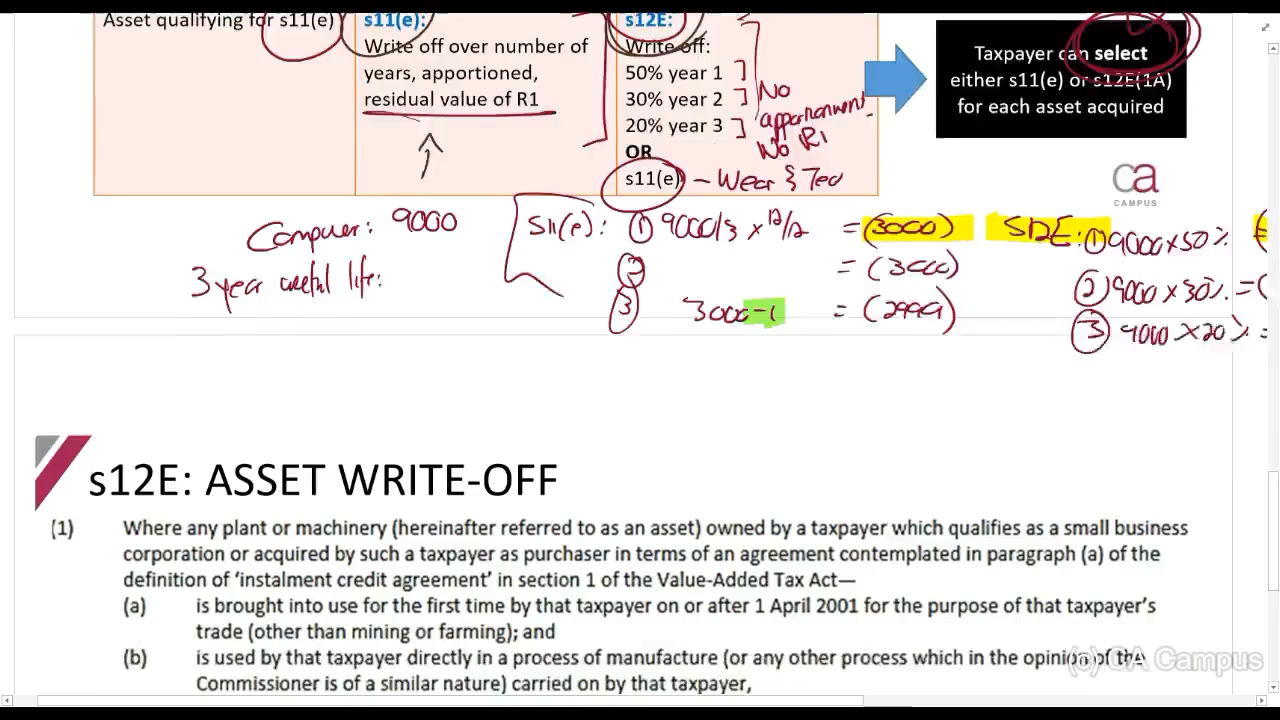 Asset qualifying for s11(e)
s11(e):
Write off over number of
years, apportioned,
residual value of R1
s12E:
Write off:
50% year 1
30% year 2
20% year 3
OR
s11(e)
No
apportionment
No R1
- Wear & Tear
Taxpayer can select
either s11(e) or s12E(1A)
for each asset acquired
ca
CAMPUS
Computer: 9000
3 year useful life:
S11(e): ① 9000/3 x 12/12 = (3000)
② = (3000)
③ 3000-1 = (2999)
S12E: ① 9000 x 50%
② 9000 x 30% = (
③ 9000 x 20% =
s12E: ASSET WRITE-OFF
(1) Where any plant or machinery (hereinafter referred to as an asset) owned by a taxpayer which qualifies as a small business
corporation or acquired by such a taxpayer as purchaser in terms of an agreement contemplated in paragraph (a) of the
definition of 'instalment credit agreement' in section 1 of the Value-Added Tax Act—
(a) is brought into use for the first time by that taxpayer on or after 1 April 2001 for the purpose of that taxpayer's
trade (other than mining or farming); and
(b) is used by that taxpayer directly in a process of manufacture (or any other process which in the opinion of the
Commissioner is of a similar nature) carried on by that taxpayer,
(c) CA Campus